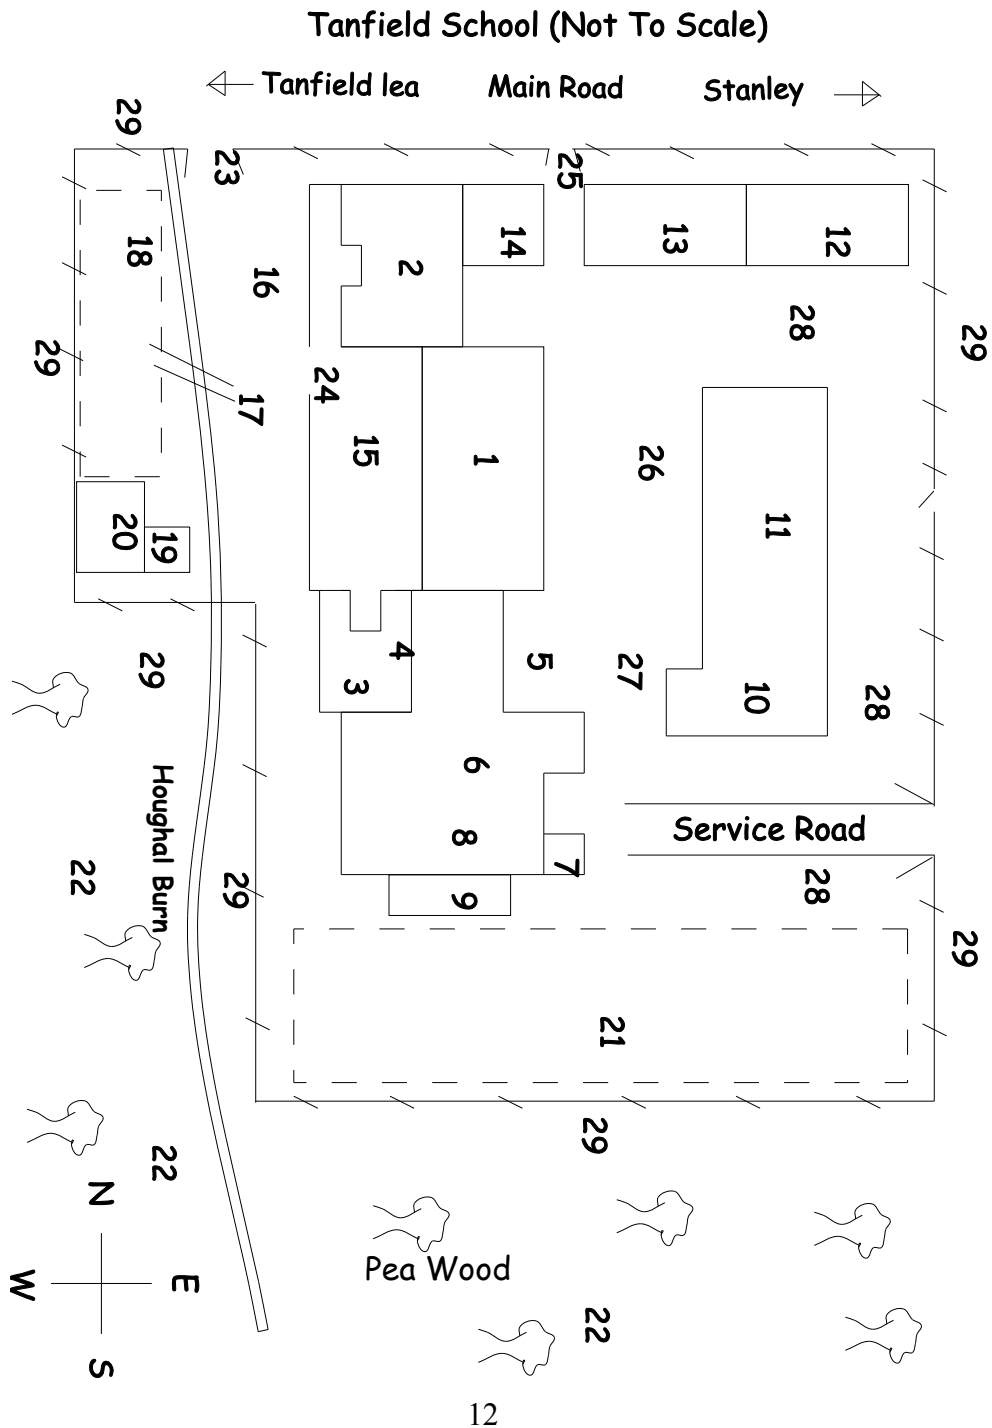 Tanfield School (Not To Scale)
Tanfield lea Main Road Stanley
29
23 25
18 16 2 14 13 12
29 17 24 28 29
15 1 26 11
20 19
29 3 4 5 27 10 28
6
Houghal Burn 8 7 Service Road
22 29 9 28 29
21
22 29
N
W E
S
Pea Wood
22
12